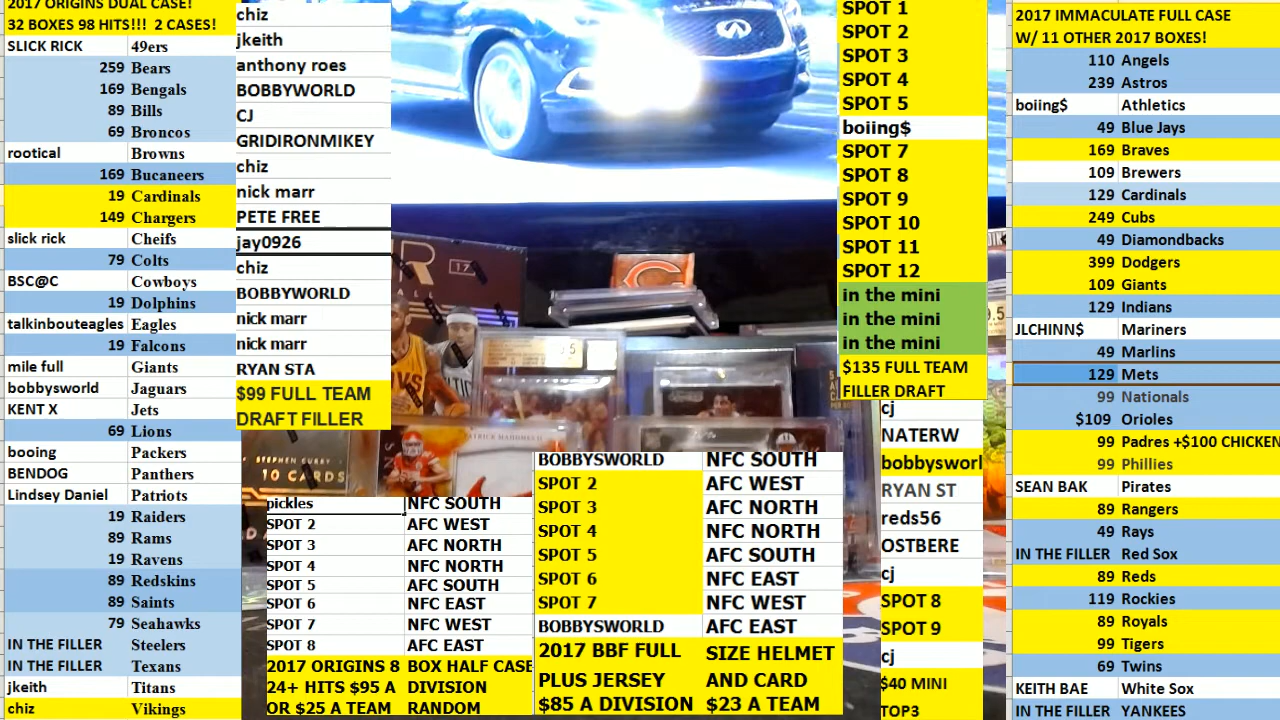 2017 ORIGINS DUAL CASE!
32 BOXES 98 HITS!!! 2 CASES!
SLICK RICK 49ers
259 Bears
169 Bengals
89 Bills
69 Broncos
rootical Browns
169 Bucaneers
19 Cardinals
149 Chargers
slick rick Cheifs
79 Colts
BSC@C Cowboys
19 Dolphins
talkinbouteagles Eagles
19 Falcons
mile full Giants
bobbysworld Jaguars
KENT X Jets
69 Lions
booing Packers
BENDOG Panthers
Lindsey Daniel Patriots
19 Raiders
89 Rams
19 Ravens
89 Redskins
89 Saints
79 Seahawks
IN THE FILLER Steelers
IN THE FILLER Texans
jkeith Titans
chiz Vikings
chiz
jkeith
anthony roes
BOBBYWORLD
CJ
GRIDIRONMIKEY
chiz
nick marr
PETE FREE
jay0926
chiz
BOBBYWORLD
nick marr
nick marr
RYAN STA
$99 FULL TEAM
DRAFT FILLER
17
STEPHEN CURRY
10 CARDS
PATRICK MAHOMES II
pickles NFC SOUTH
SPOT 2 AFC WEST
SPOT 3 AFC NORTH
SPOT 4 NFC NORTH
SPOT 5 AFC SOUTH
SPOT 6 NFC EAST
SPOT 7 NFC WEST
SPOT 8 AFC EAST
2017 ORIGINS 8 BOX HALF CASE
24+ HITS $95 A DIVISION
OR $25 A TEAM RANDOM
BOBBYSWORLD NFC SOUTH
SPOT 2 AFC WEST
SPOT 3 AFC NORTH
SPOT 4 NFC NORTH
SPOT 5 AFC SOUTH
SPOT 6 NFC EAST
SPOT 7 NFC WEST
BOBBYSWORLD AFC EAST
2017 BBF FULL SIZE HELMET
PLUS JERSEY AND CARD
$85 A DIVISION $23 A TEAM
SPOT 1
SPOT 2
SPOT 3
SPOT 4
SPOT 5
boiing$
SPOT 7
SPOT 8
SPOT 9
SPOT 10
SPOT 11
SPOT 12
in the mini
in the mini
in the mini
$135 FULL TEAM
FILLER DRAFT
cj
NATERW
bobbysworl
RYAN ST
reds56
OSTBERE
cj
SPOT 8
SPOT 9
cj
$40 MINI
TOP3
2017 IMMACULATE FULL CASE
W/ 11 OTHER 2017 BOXES!
110 Angels
239 Astros
boiing$ Athletics
49 Blue Jays
169 Braves
109 Brewers
129 Cardinals
249 Cubs
49 Diamondbacks
399 Dodgers
109 Giants
129 Indians
JLCHINN$ Mariners
49 Marlins
129 Mets
99 Nationals
$109 Orioles
99 Padres +$100 CHICKEN
99 Phillies
SEAN BAK Pirates
89 Rangers
49 Rays
IN THE FILLER Red Sox
89 Reds
119 Rockies
89 Royals
99 Tigers
69 Twins
KEITH BAE White Sox
IN THE FILLER YANKEES